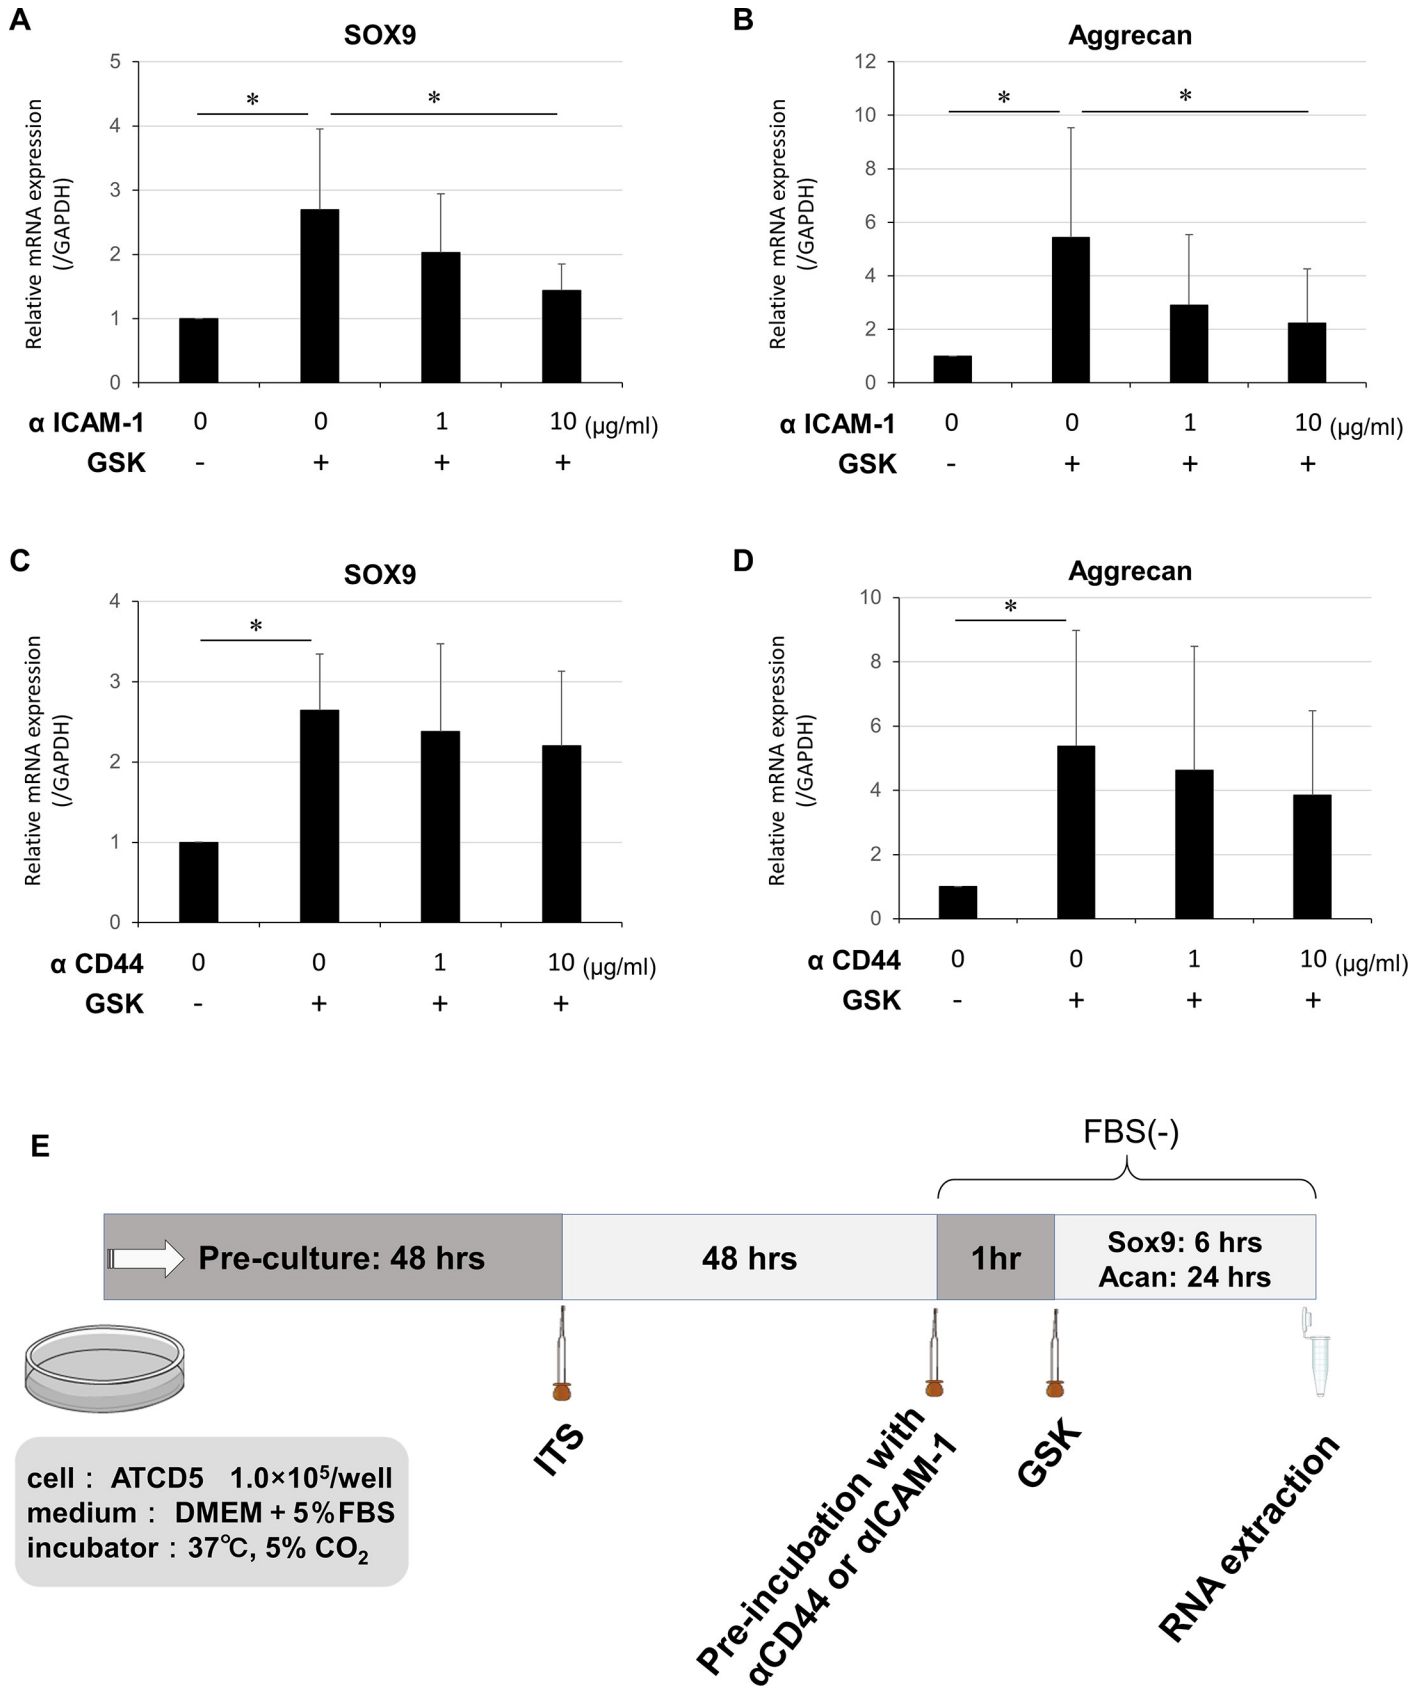 A
SOX9
Relative mRNA expression
(/GAPDH)
5
4
3
2
1
0
*
*
α ICAM-1 0 0 1 10 (μg/ml)
GSK - + + +
B
Aggrecan
Relative mRNA expression
(/GAPDH)
12
10
8
6
4
2
0
*
*
α ICAM-1 0 0 1 10 (μg/ml)
GSK - + + +
C
SOX9
Relative mRNA expression
(/GAPDH)
4
3
2
1
0
*
α CD44 0 0 1 10 (μg/ml)
GSK - + + +
D
Aggrecan
Relative mRNA expression
(/GAPDH)
10
8
6
4
2
0
*
α CD44 0 0 1 10 (μg/ml)
GSK - + + +
E
FBS(-)
Pre-culture: 48 hrs
48 hrs
1hr
Sox9: 6 hrs
Acan: 24 hrs
ITS
Pre-incubation with
αCD44 or αICAM-1
GSK
RNA extraction
cell : ATCD5 1.0×10⁵/well
medium : DMEM + 5%FBS
incubator : 37℃, 5% CO₂